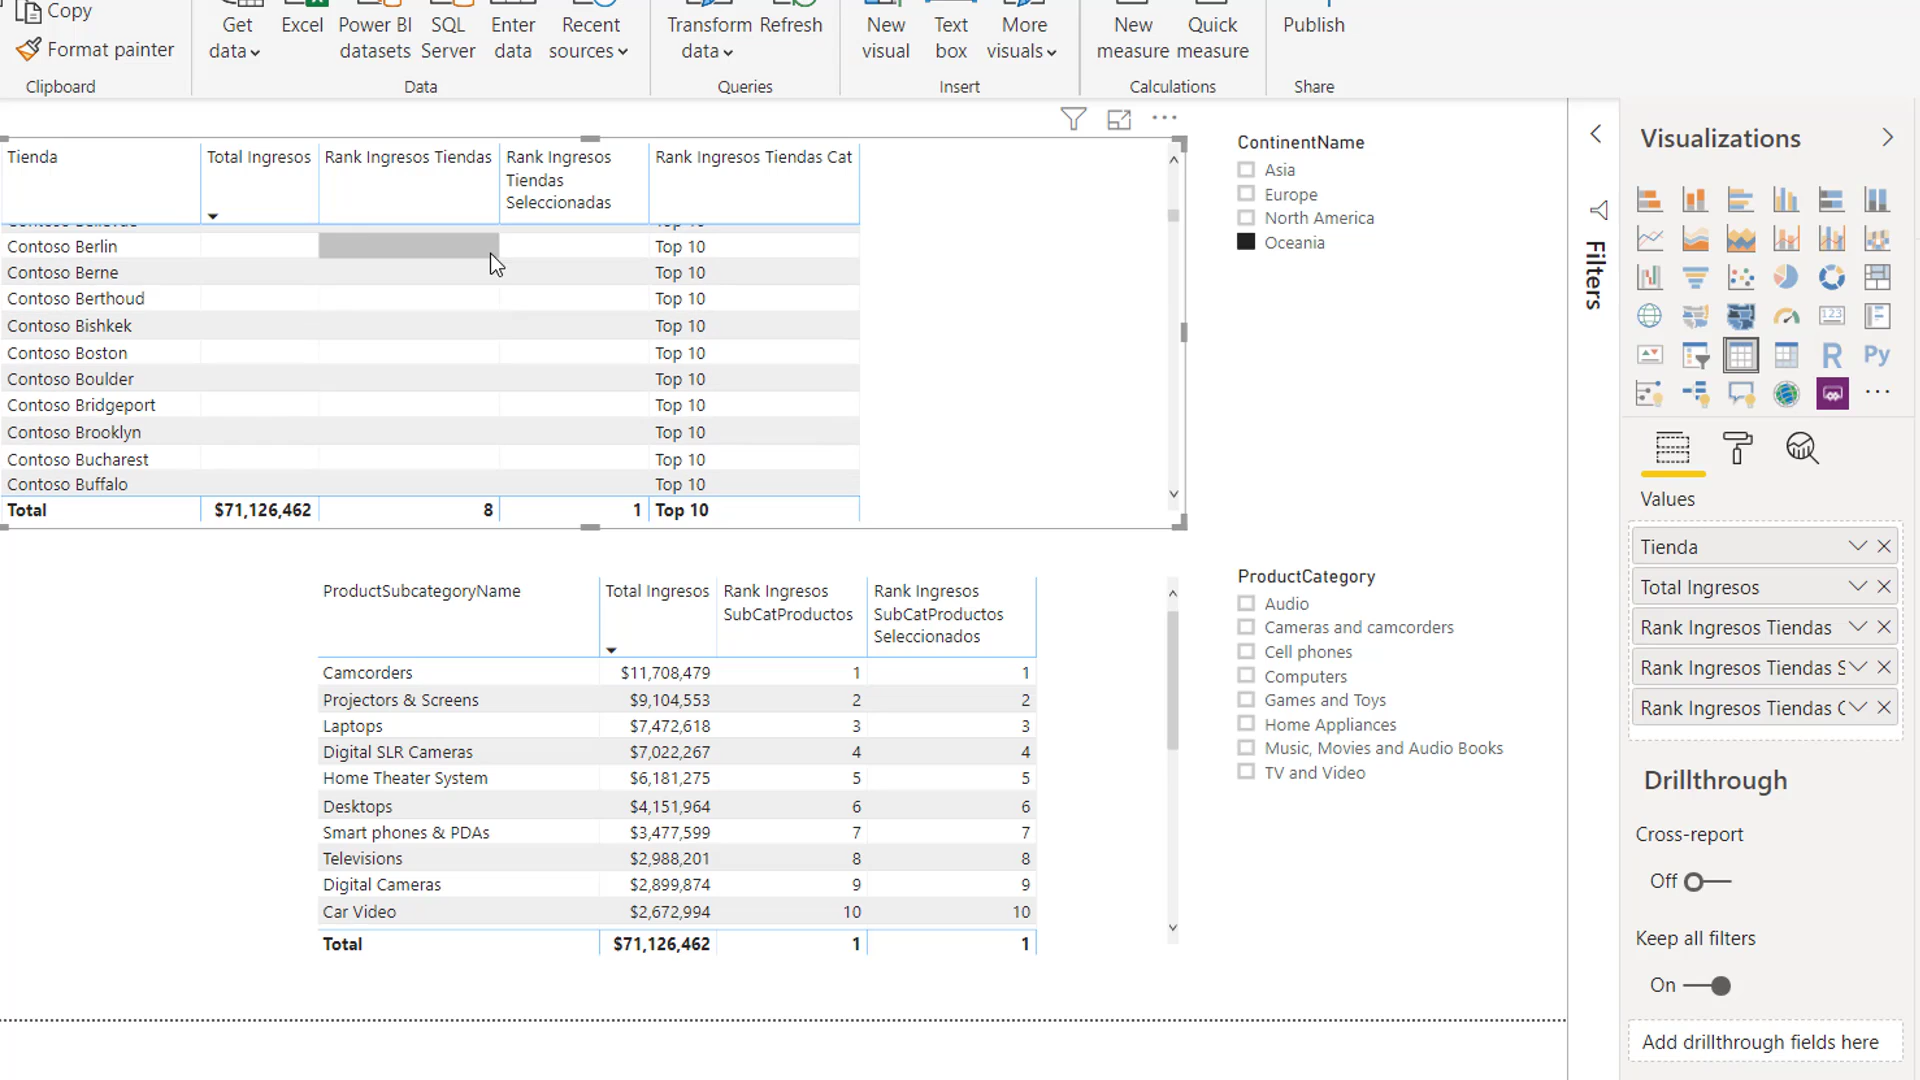 Copy
Format painter
Clipboard
Get data
Excel
Power BI datasets
SQL Server
Enter data
Recent sources
Data
Transform data
Refresh
Queries
New visual
Text box
More visuals
Insert
New measure
Quick measure
Calculations
Publish
Share
Tienda
Total Ingresos
Rank Ingresos Tiendas
Rank Ingresos
Tiendas
Seleccionadas
Rank Ingresos Tiendas Cat
Contoso Berlin Top 10
Contoso Berne Top 10
Contoso Berthoud Top 10
Contoso Bishkek Top 10
Contoso Boston Top 10
Contoso Boulder Top 10
Contoso Bridgeport Top 10
Contoso Brooklyn Top 10
Contoso Bucharest Top 10
Contoso Buffalo Top 10
Total $71,126,462 8 1 Top 10
ContinentName
Asia
Europe
North America
Oceania
ProductSubcategoryName
Total Ingresos
Rank Ingresos
SubCatProductos
Rank Ingresos
SubCatProductos
Seleccionados
Camcorders $11,708,479 1 1
Projectors & Screens $9,104,553 2 2
Laptops $7,472,618 3 3
Digital SLR Cameras $7,022,267 4 4
Home Theater System $6,181,275 5 5
Desktops $4,151,964 6 6
Smart phones & PDAs $3,477,599 7 7
Televisions $2,988,201 8 8
Digital Cameras $2,899,874 9 9
Car Video $2,672,994 10 10
Total $71,126,462 1 1
ProductCategory
Audio
Cameras and camcorders
Cell phones
Computers
Games and Toys
Home Appliances
Music, Movies and Audio Books
TV and Video
Filters
Visualizations
123
R
Py
Values
Tienda
Total Ingresos
Rank Ingresos Tiendas
Rank Ingresos Tiendas S
Rank Ingresos Tiendas C
Drillthrough
Cross-report
Off
Keep all filters
On
Add drillthrough fields here